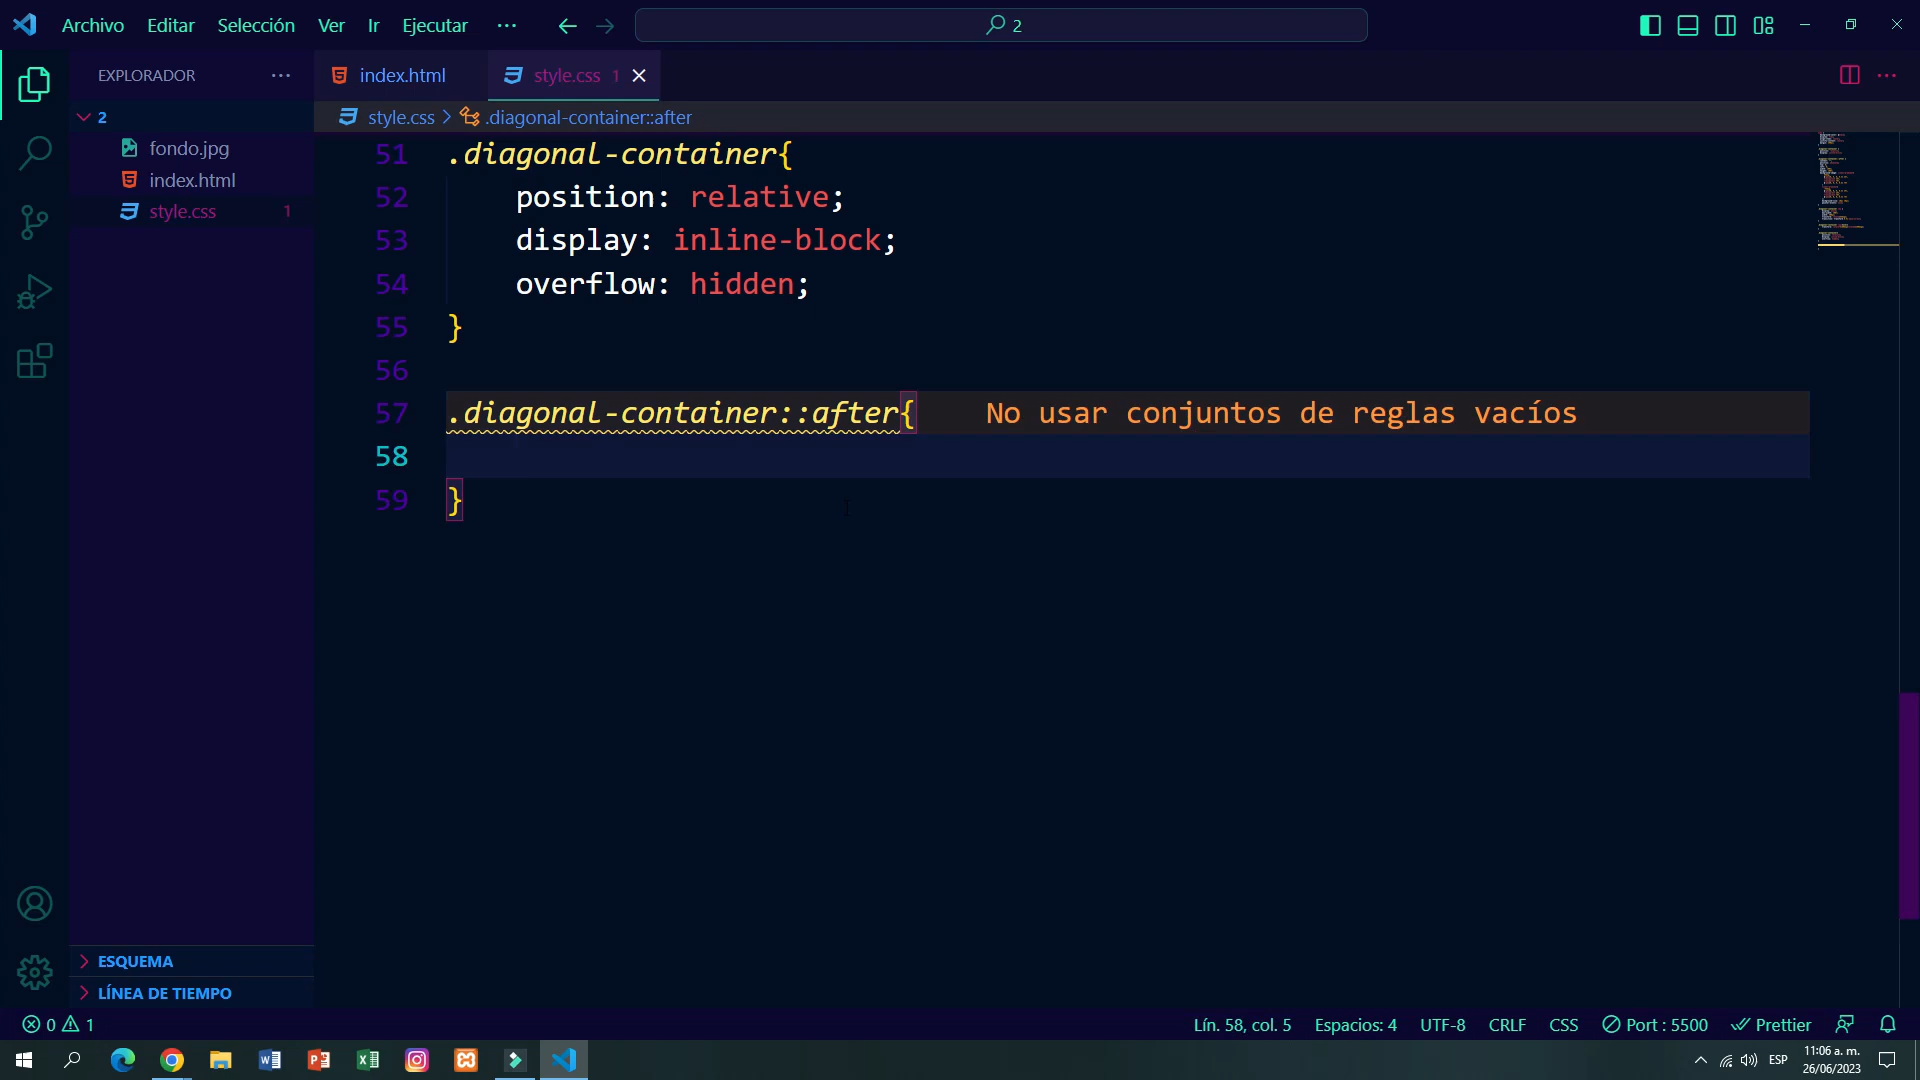 Archivo Editar Selección Ver Ir Ejecutar ··· 2
EXPLORADOR ···
2
fondo.jpg
index.html
style.css 1
ESQUEMA
LÍNEA DE TIEMPO
index.html style.css 1
style.css > .diagonal-container::after
51 .diagonal-container{
52 position: relative;
53 display: inline-block;
54 overflow: hidden;
55 }
56
57 .diagonal-container::after{ No usar conjuntos de reglas vacíos
58
59 }
0 1 Lín. 58, col. 5 Espacios: 4 UTF-8 CRLF CSS Port : 5500 Prettier
ESP 11:06 a. m.
26/06/2023